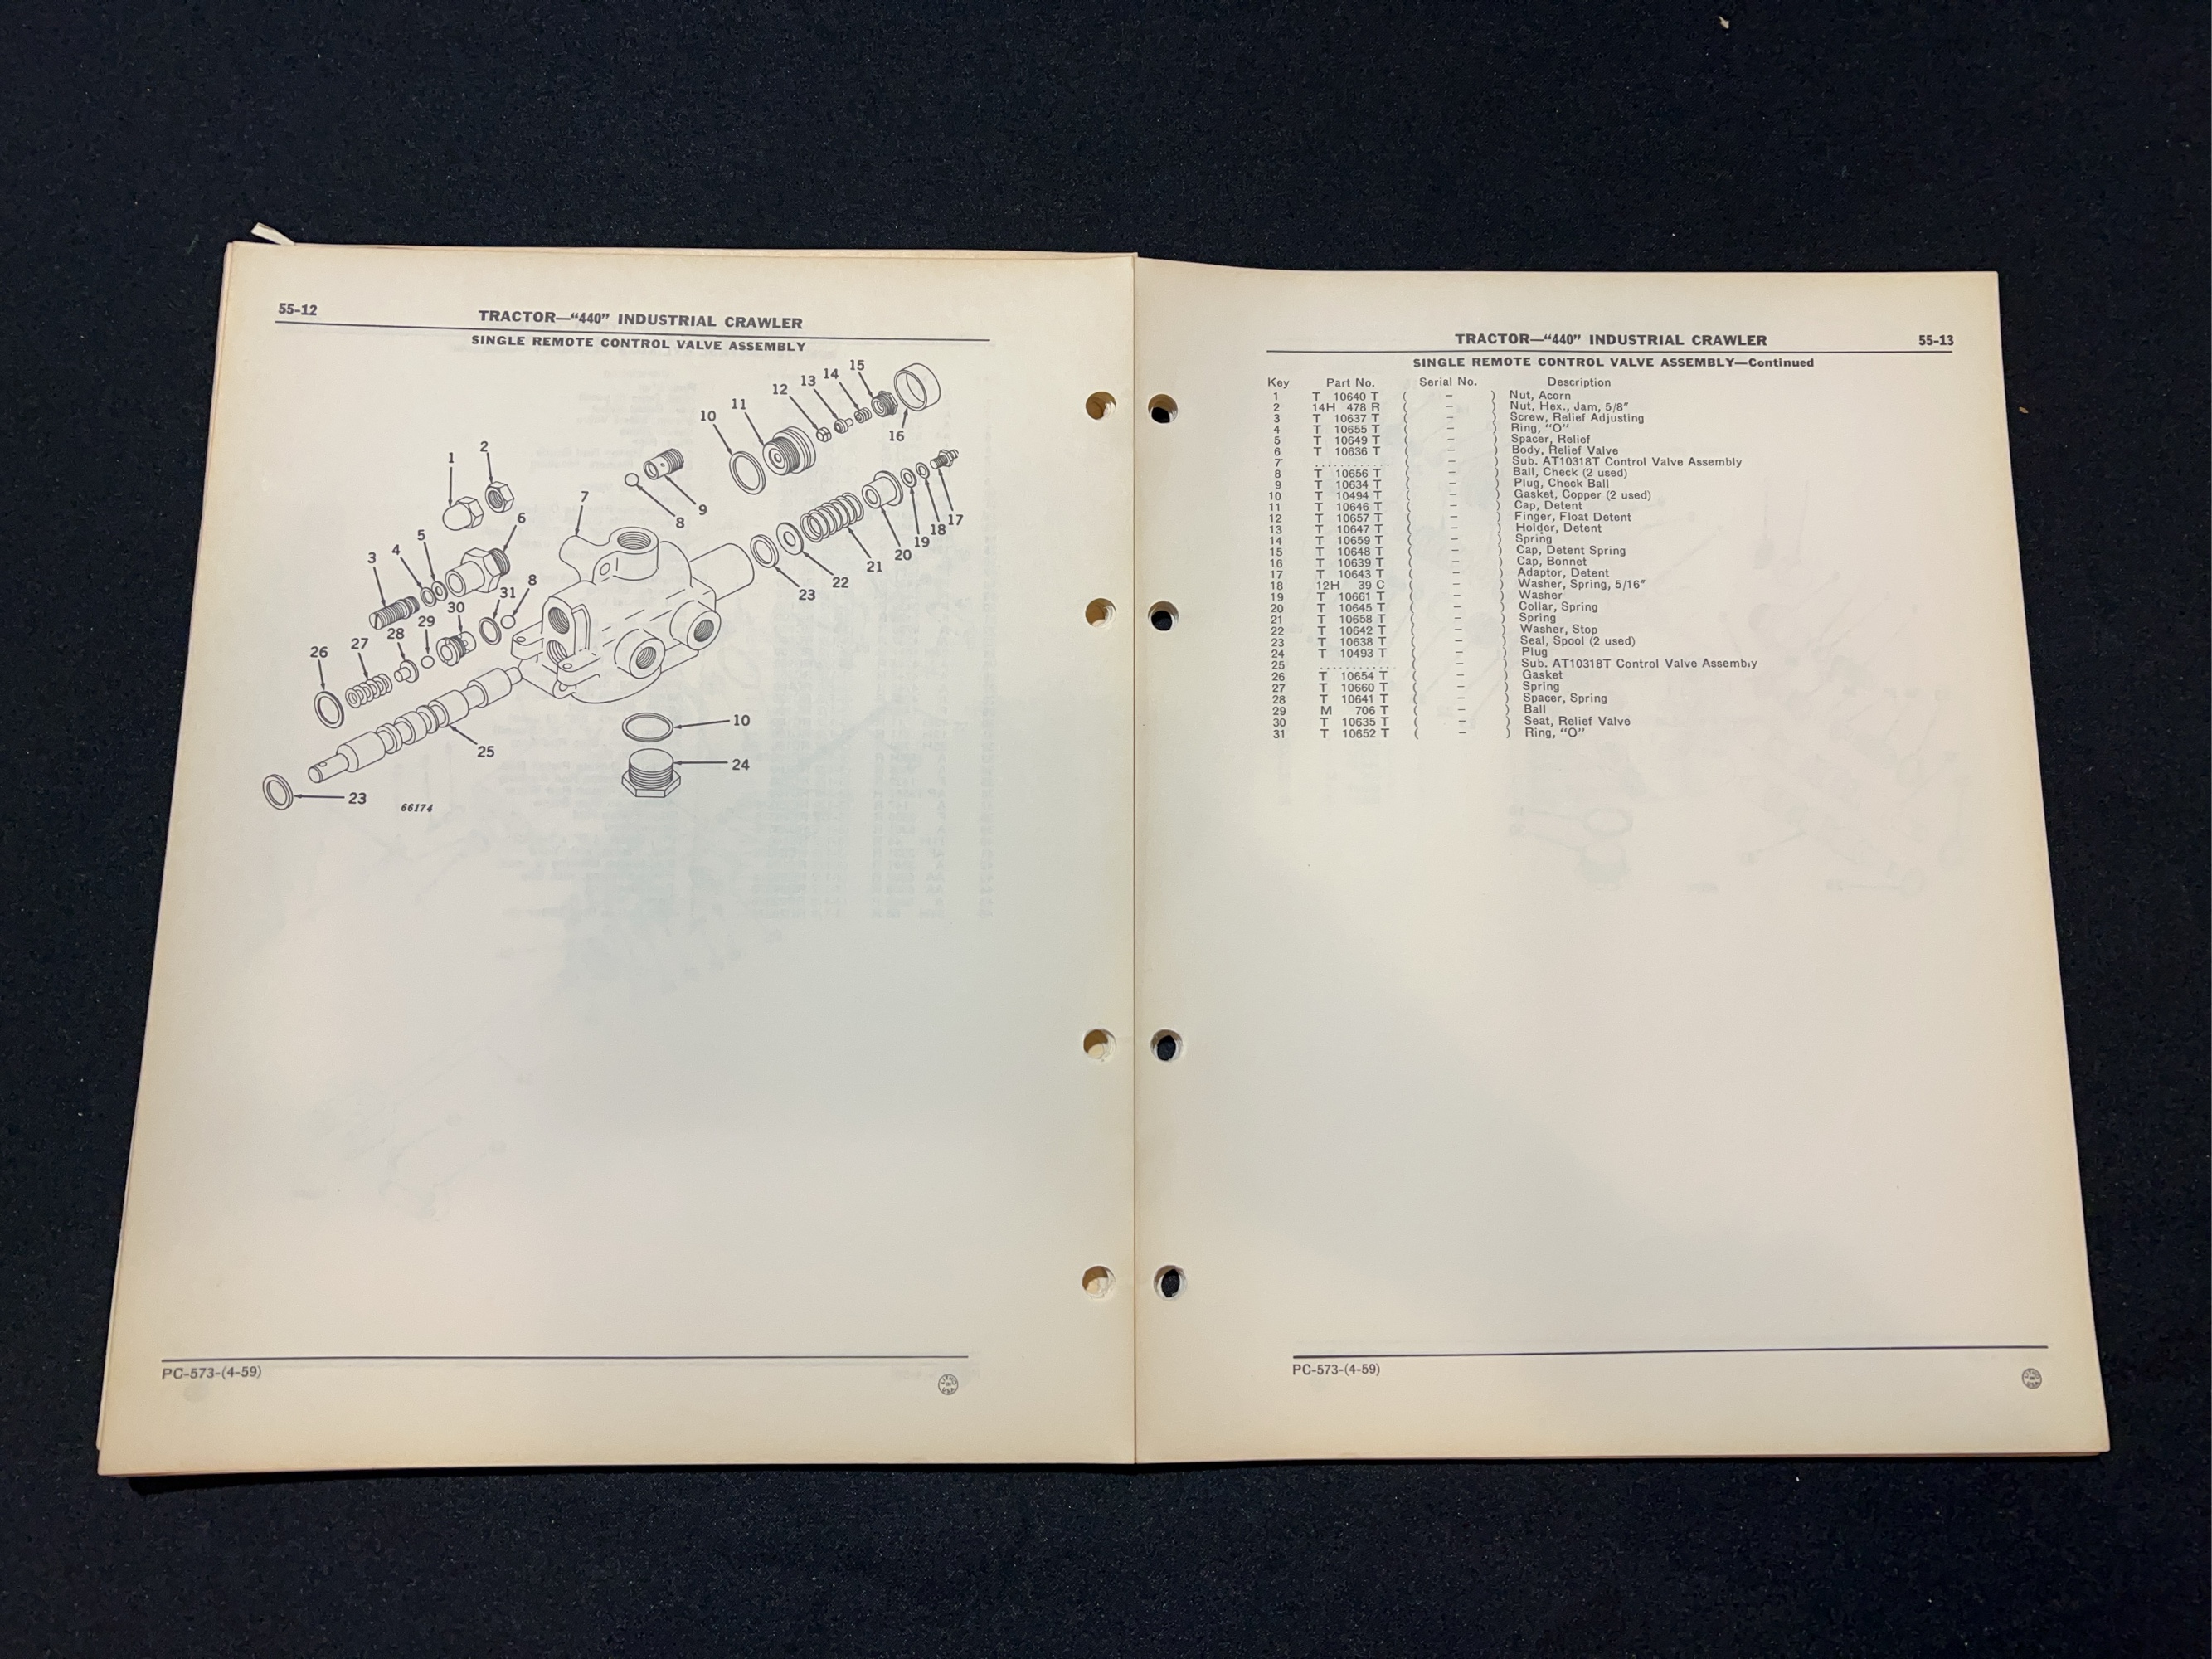 55-12
TRACTOR—“440” INDUSTRIAL CRAWLER
SINGLE REMOTE CONTROL VALVE ASSEMBLY
1
2
3
4
5
6
7
8
9
10
11
12
13
14
15
16
17
18
19
20
21
22
23
8
31
30
29
28
27
26
25
10
24
23
66174
PC-573-(4-59)
TRACTOR—“440” INDUSTRIAL CRAWLER 55-13
SINGLE REMOTE CONTROL VALVE ASSEMBLY—Continued
Key Part No. Serial No. Description
1 T 10640 T ( – ) Nut, Acorn
2 14H 478 R ( – ) Nut, Hex., Jam, 5/8″
3 T 10637 T ( – ) Screw, Relief Adjusting
4 T 10655 T ( – ) Ring, “O”
5 T 10649 T ( – ) Spacer, Relief
6 T 10636 T ( – ) Body, Relief Valve
7 ............ ( – ) Sub. AT10318T Control Valve Assembly
8 T 10656 T ( – ) Ball, Check (2 used)
9 T 10634 T ( – ) Plug, Check Ball
10 T 10494 T ( – ) Gasket, Copper (2 used)
11 T 10646 T ( – ) Cap, Detent
12 T 10657 T ( – ) Finger, Float Detent
13 T 10647 T ( – ) Holder, Detent
14 T 10659 T ( – ) Spring
15 T 10648 T ( – ) Cap, Detent Spring
16 T 10639 T ( – ) Cap, Bonnet
17 T 10643 T ( – ) Adaptor, Detent
18 12H 39 C ( – ) Washer, Spring, 5/16″
19 T 10661 T ( – ) Washer
20 T 10645 T ( – ) Collar, Spring
21 T 10658 T ( – ) Spring
22 T 10642 T ( – ) Washer, Stop
23 T 10638 T ( – ) Seal, Spool (2 used)
24 T 10493 T ( – ) Plug
25 ............ ( – ) Sub. AT10318T Control Valve Assembly
26 T 10654 T ( – ) Gasket
27 T 10660 T ( – ) Spring
28 T 10641 T ( – ) Spacer, Spring
29 M 706 T ( – ) Ball
30 T 10635 T ( – ) Seat, Relief Valve
31 T 10652 T ( – ) Ring, “O”
PC-573-(4-59)